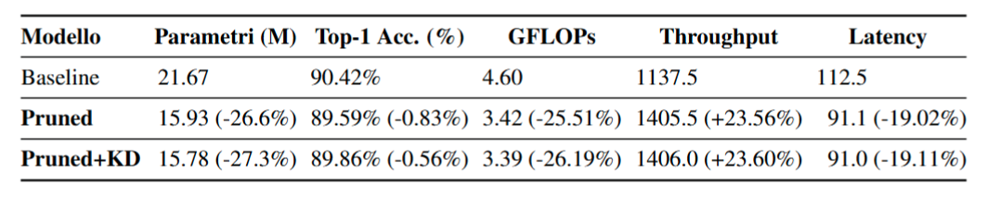 Modello Parametri (M) Top-1 Acc. (%) GFLOPs Throughput Latency
Baseline 21.67 90.42% 4.60 1137.5 112.5
Pruned 15.93 (-26.6%) 89.59% (-0.83%) 3.42 (-25.51%) 1405.5 (+23.56%) 91.1 (-19.02%)
Pruned+KD 15.78 (-27.3%) 89.86% (-0.56%) 3.39 (-26.19%) 1406.0 (+23.60%) 91.0 (-19.11%)